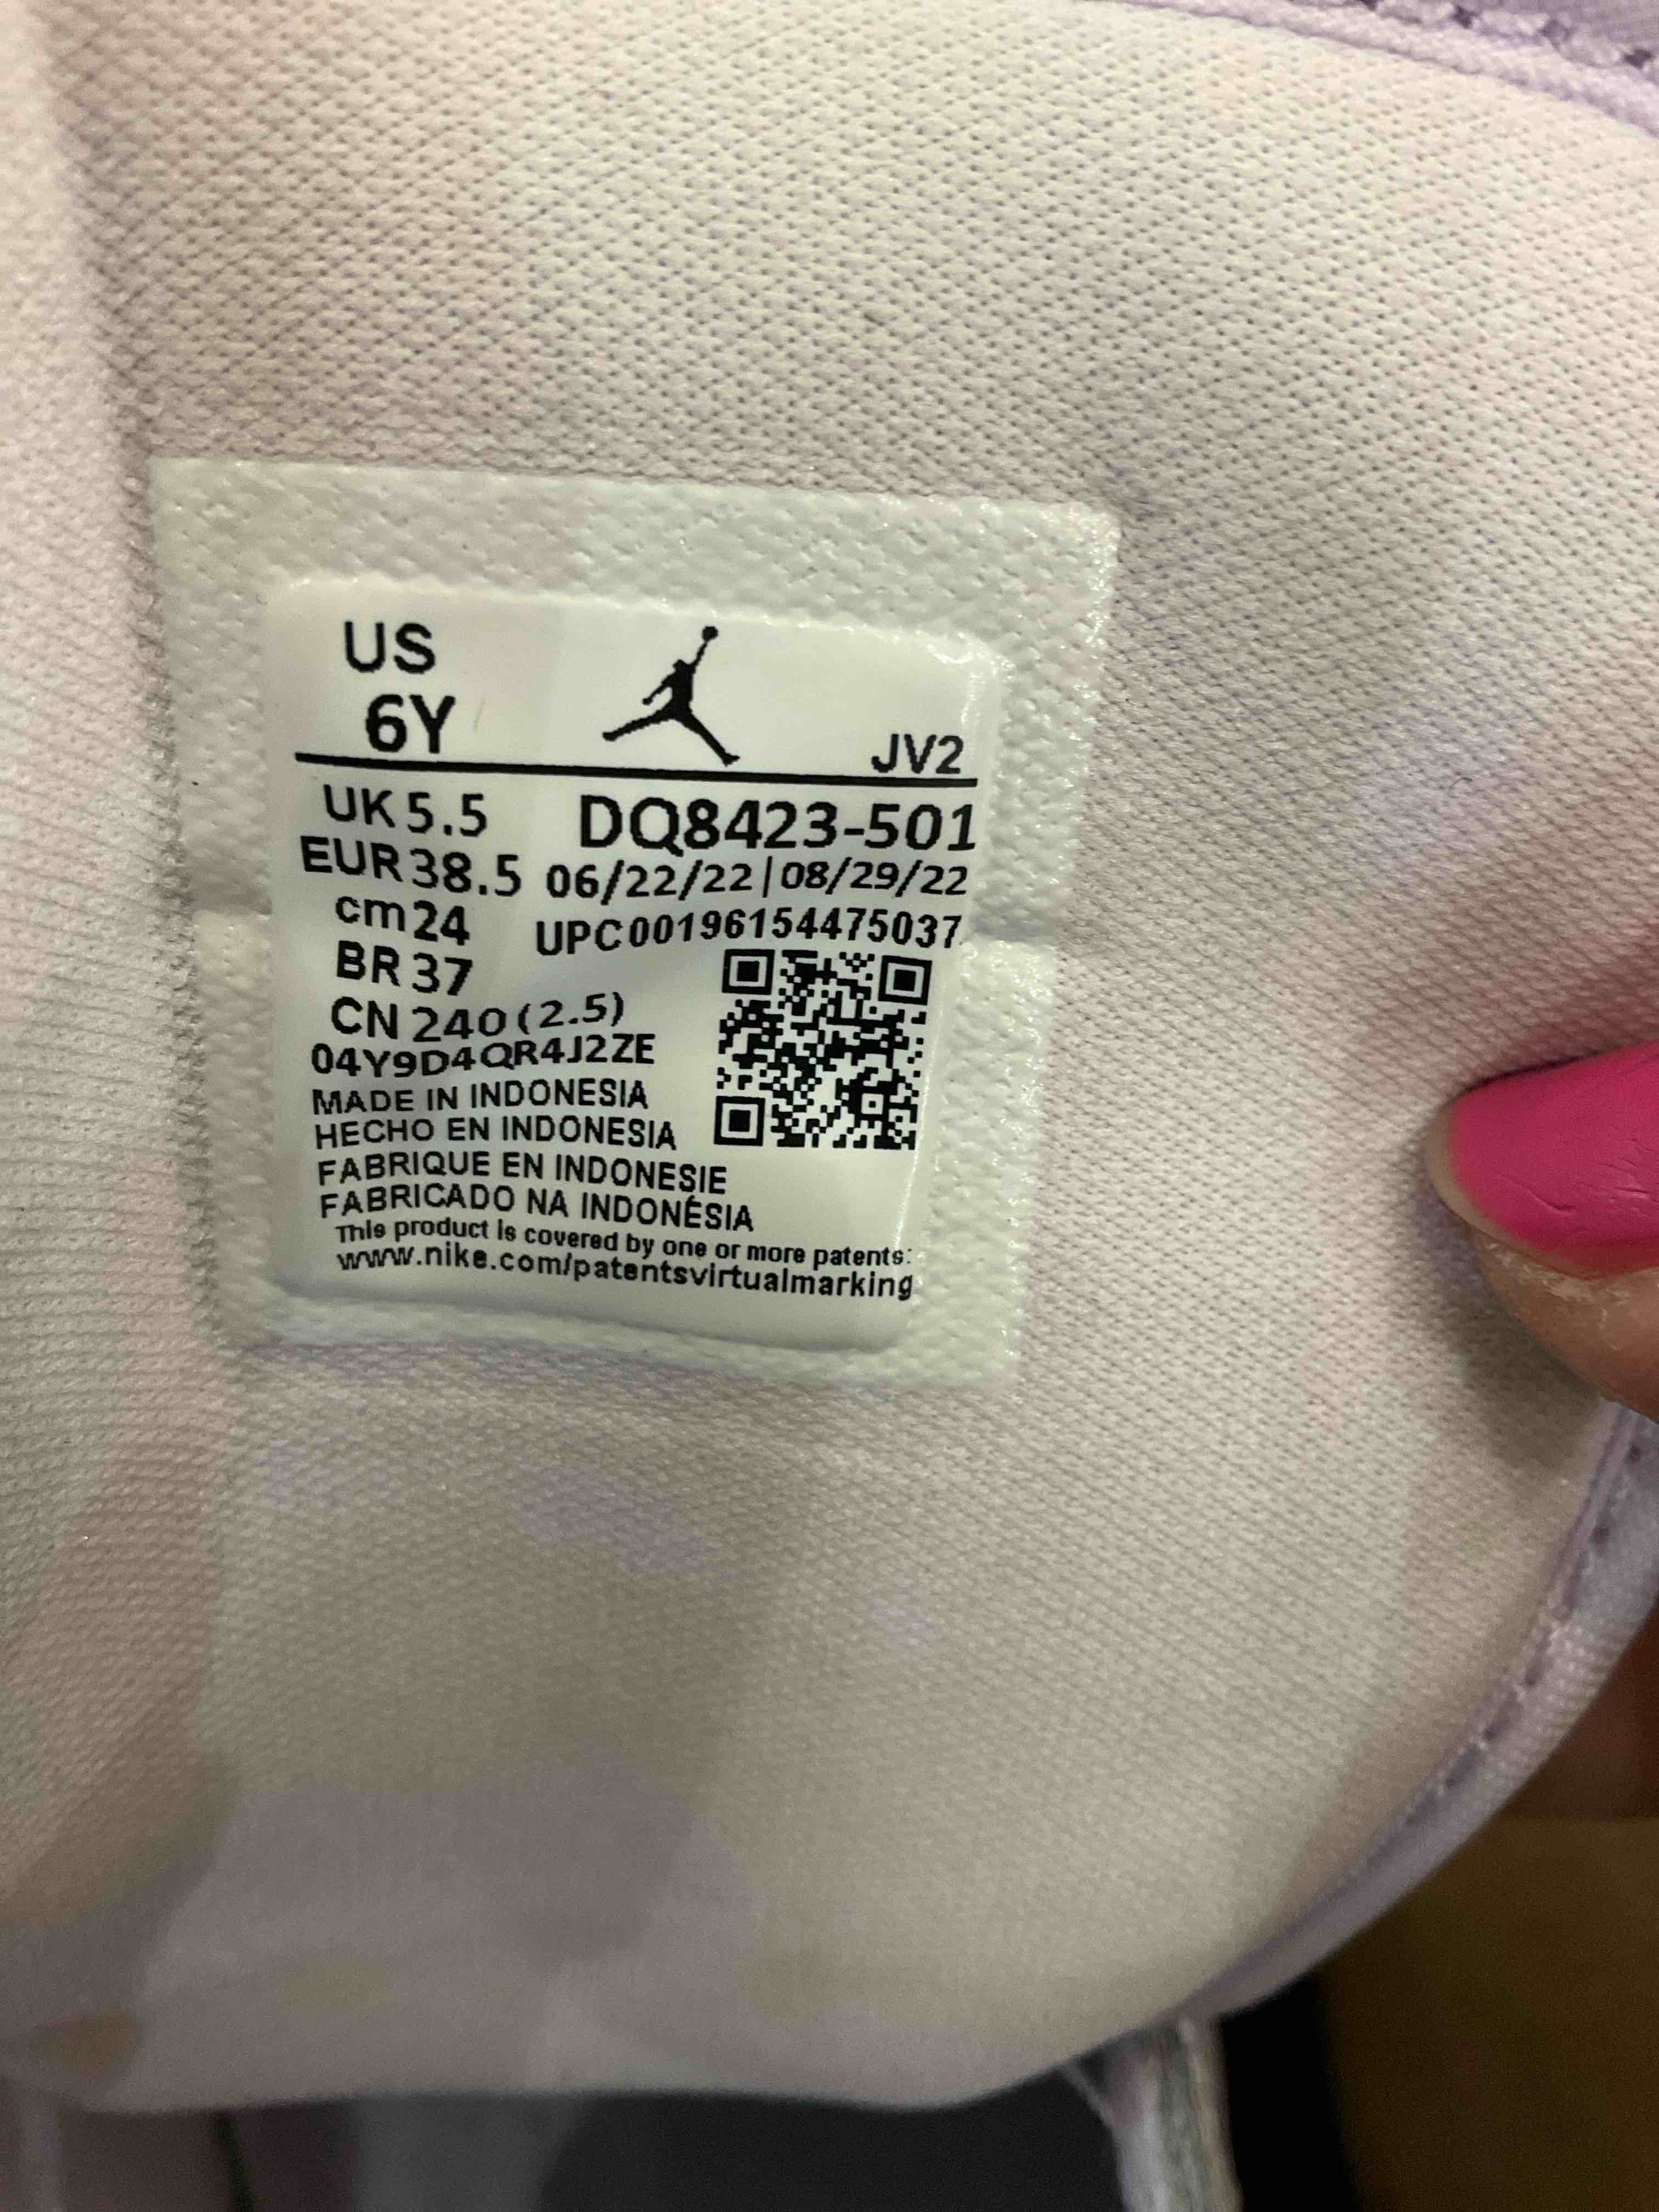 US
6Y
JV2
UK 5.5 DQ8423-501
EUR 38.5 06/22/22 | 08/29/22
cm 24 UPC00196154475037
BR 37
CN 240 (2.5)
04Y9D4QR4J2ZE
MADE IN INDONESIA
HECHO EN INDONESIA
FABRIQUE EN INDONESIE
FABRICADO NA INDONÉSIA
This product is covered by one or more patents:
www.nike.com/patentsvirtualmarking